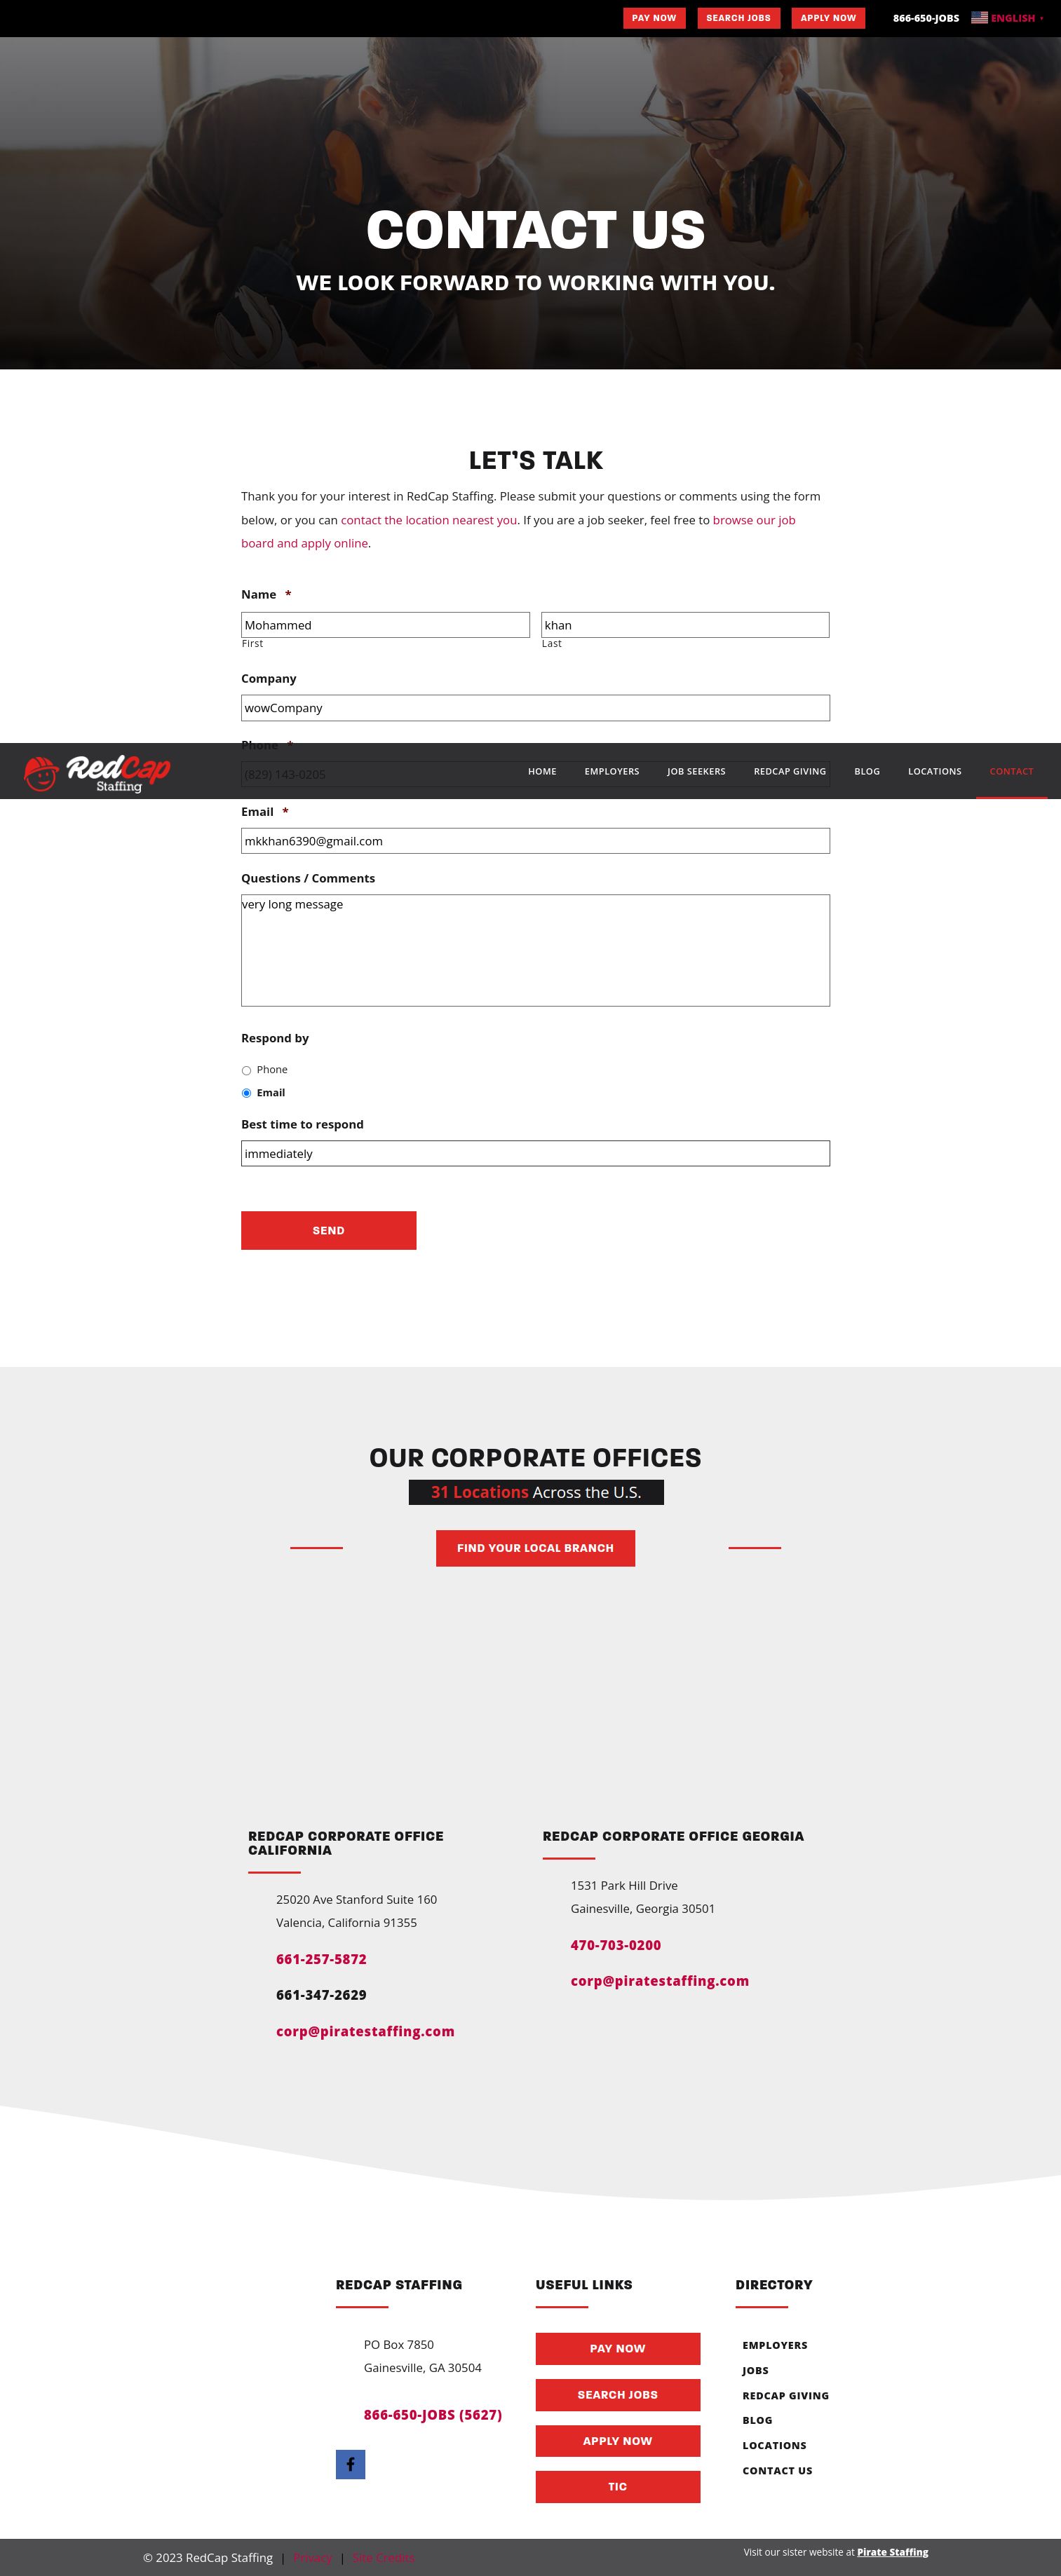 PAY NOW SEARCH JOBS APPLY NOW 866-650-JOBS ENGLISH
CONTACT US
WE LOOK FORWARD TO WORKING WITH YOU.
LET'S TALK
Thank you for your interest in RedCap Staffing. Please submit your questions or comments using the form
below, or you can contact the location nearest you. If you are a job seeker, feel free to browse our job
board and apply online.
Name *
Mohammed khan
First Last
Company
wowCompany
Phone *
(829) 143-0205
RedCap Staffing HOME EMPLOYERS JOB SEEKERS REDCAP GIVING BLOG LOCATIONS CONTACT
Email *
mkkhan6390@gmail.com
Questions / Comments
very long message
Respond by
Phone
Email
Best time to respond
immediately
SEND
OUR CORPORATE OFFICES
31 Locations Across the U.S.
FIND YOUR LOCAL BRANCH
REDCAP CORPORATE OFFICE
CALIFORNIA
25020 Ave Stanford Suite 160
Valencia, California 91355
661-257-5872
661-347-2629
corp@piratestaffing.com
REDCAP CORPORATE OFFICE GEORGIA
1531 Park Hill Drive
Gainesville, Georgia 30501
470-703-0200
corp@piratestaffing.com
REDCAP STAFFING
PO Box 7850
Gainesville, GA 30504
866-650-JOBS (5627)
USEFUL LINKS
PAY NOW
SEARCH JOBS
APPLY NOW
TIC
DIRECTORY
EMPLOYERS
JOBS
REDCAP GIVING
BLOG
LOCATIONS
CONTACT US
© 2023 RedCap Staffing | Privacy | Site Credits
Visit our sister website at Pirate Staffing